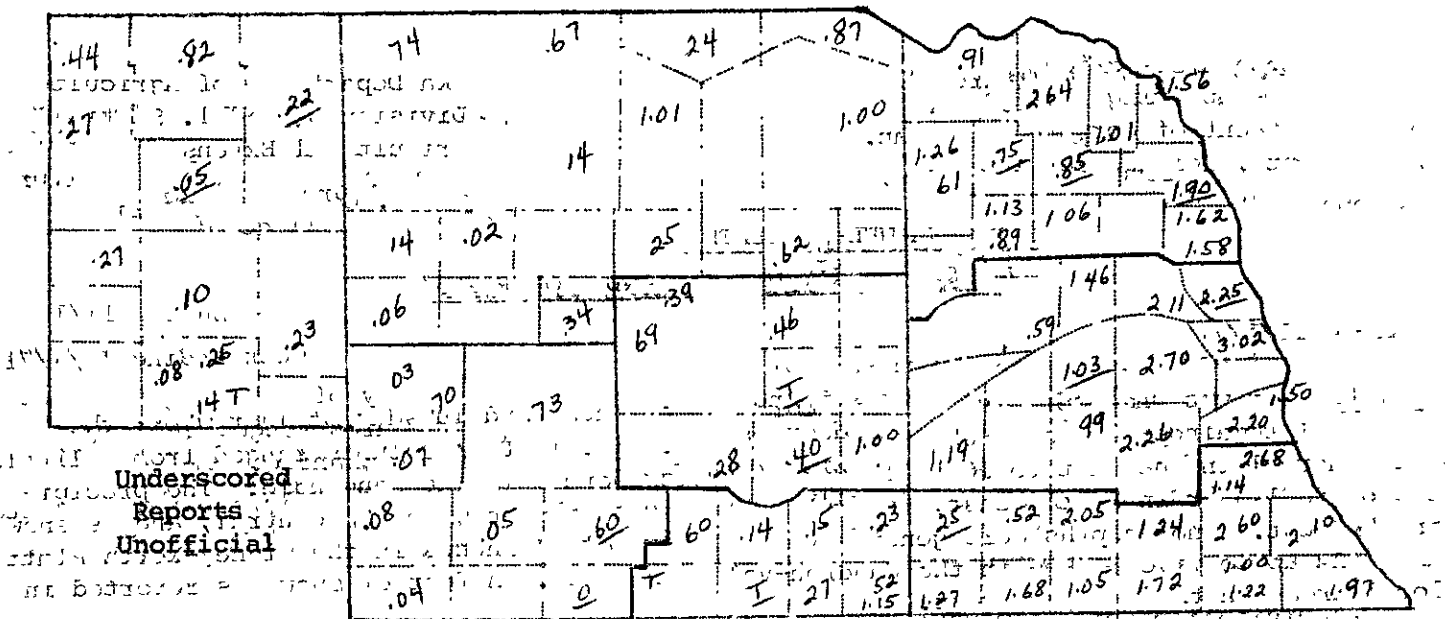 .44 .82 74 .67 24 .87 .91 264 1.56
.27 .22 1.01 1.00 1.01
.05 14 1.26 .75 .85
61 1.90
14 .02 25 .62 1.13 1.06 1.62
.89 1.58
.27 1.46
.10 .06 .34 .39 2.11 2.25
.23 69 .46 .59 3.02
.08 .25 03 1.03 2.70
14 T 70 .73 T 1.50
.07 .28 .40 1.00 1.19 99 2.26 2.20
2.68
1.14
Underscored
Reports
Unofficial
.08 .05 .60 60 .14 .15 .23 .25 .52 2.05 1.24 2.60 2.10
1.00
.04 0 T T 27 .52 1.27 1.68 1.05 1.72 1.22 1.97
1.15